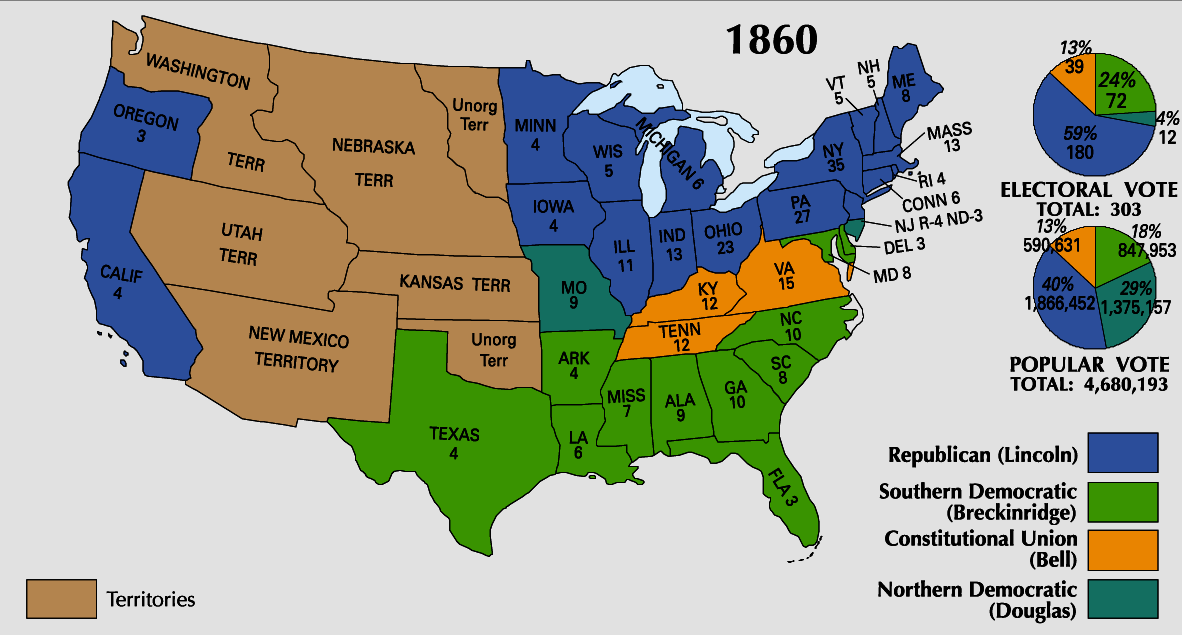 1860
WASHINGTON
TERR
OREGON
3
CALIF
4
NEBRASKA
TERR
Unorg
Terr
UTAH
TERR
KANSAS TERR
NEW MEXICO
TERRITORY
Unorg
Terr
TEXAS
4
MINN
4
IOWA
4
MO
9
ARK
4
LA
6
WIS
5
MICHIGAN 6
ILL
11
IND
13
OHIO
23
KY
12
TENN
12
MISS
7
ALA
9
GA
10
FLA 3
SC
8
NC
10
VA
15
PA
27
NY
35
VT
5
NH
5
ME
8
MASS
13
RI 4
CONN 6
NJ R-4 ND-3
DEL 3
MD 8
13%
39
24%
72
4%
12
59%
180
ELECTORAL VOTE
TOTAL: 303
13%
590,631
18%
847,953
40%
1,866,452
29%
1,375,157
POPULAR VOTE
TOTAL: 4,680,193
Republican (Lincoln)
Southern Democratic
(Breckinridge)
Constitutional Union
(Bell)
Northern Democratic
(Douglas)
Territories